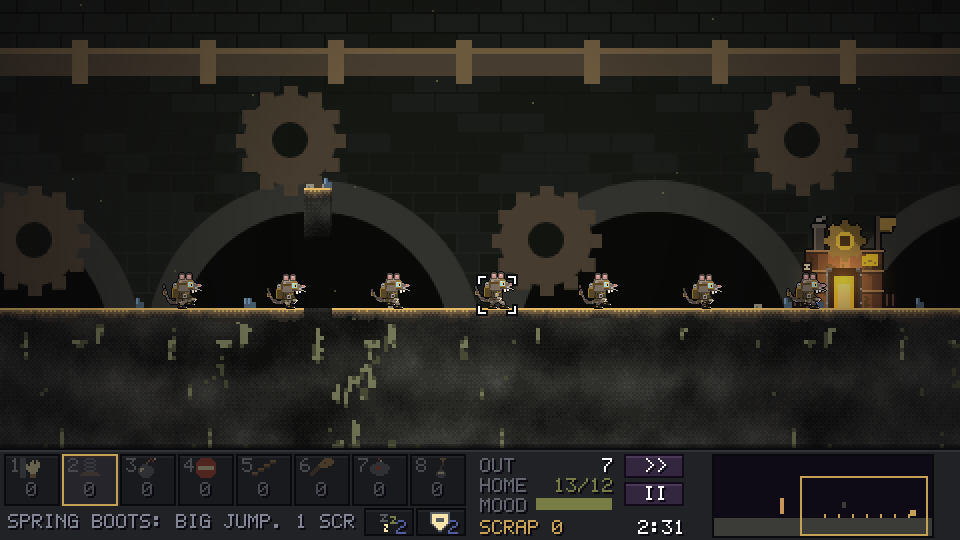 1 2 3 4 5 6 7 8
0 0 0 0 0 0 0 0
SPRING BOOTS: BIG JUMP. 1 SCR
zzz 2 2
OUT 7
HOME 13/12
MOOD
SCRAP 0
>>
II
2:31